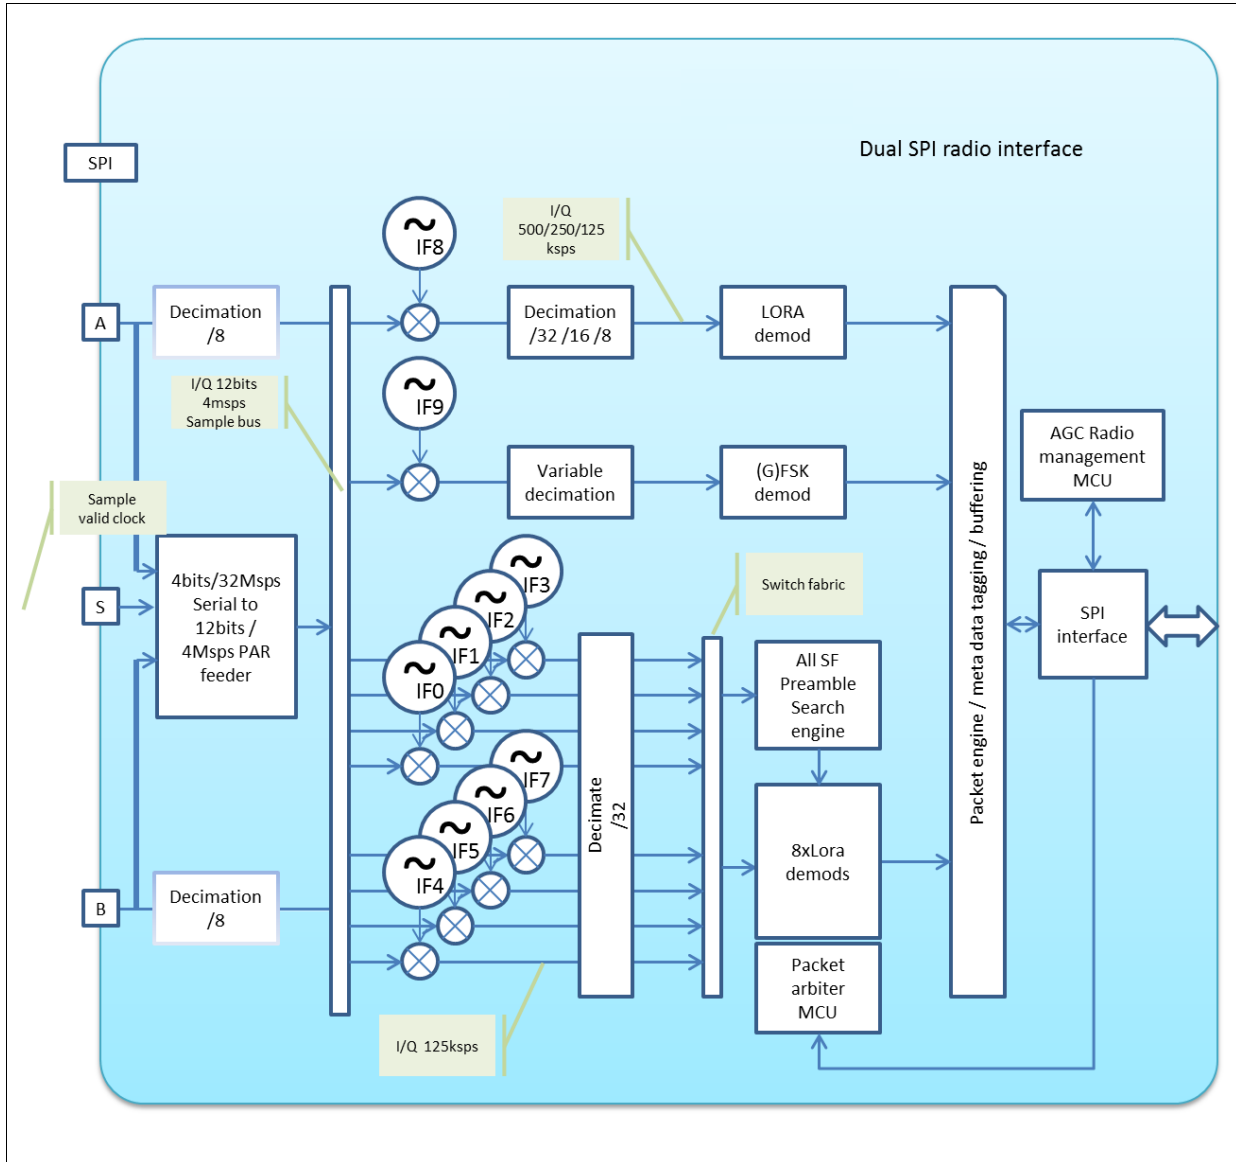 Dual SPI radio interface
SPI
IF8
I/Q
500/250/125
ksps
A
Decimation
/8
Decimation
/32 /16 /8
LORA
demod
I/Q 12bits
4msps
Sample bus
IF9
Variable
decimation
(G)FSK
demod
AGC Radio
management
MCU
Sample
valid clock
Packet engine / meta data tagging / buffering
4bits/32Msps
Serial to
12bits /
4Msps PAR
feeder
S
IF3
IF2
IF1
IF0
Switch fabric
SPI
interface
All SF
Preamble
Search
engine
IF7
IF6
IF5
IF4
Decimate
/32
8xLora
demods
B
Decimation
/8
Packet
arbiter
MCU
I/Q 125ksps